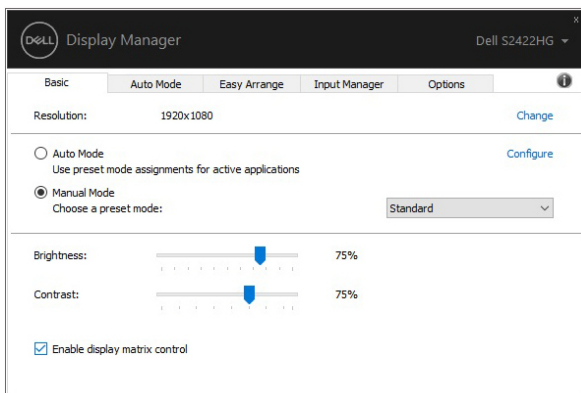 x
DELL Display Manager
Dell S2422HG
Basic Auto Mode Easy Arrange Input Manager Options i
Resolution: 1920x1080 Change
Auto Mode Configure
Use preset mode assignments for active applications
Manual Mode
Choose a preset mode: Standard
Brightness: 75%
Contrast: 75%
Enable display matrix control